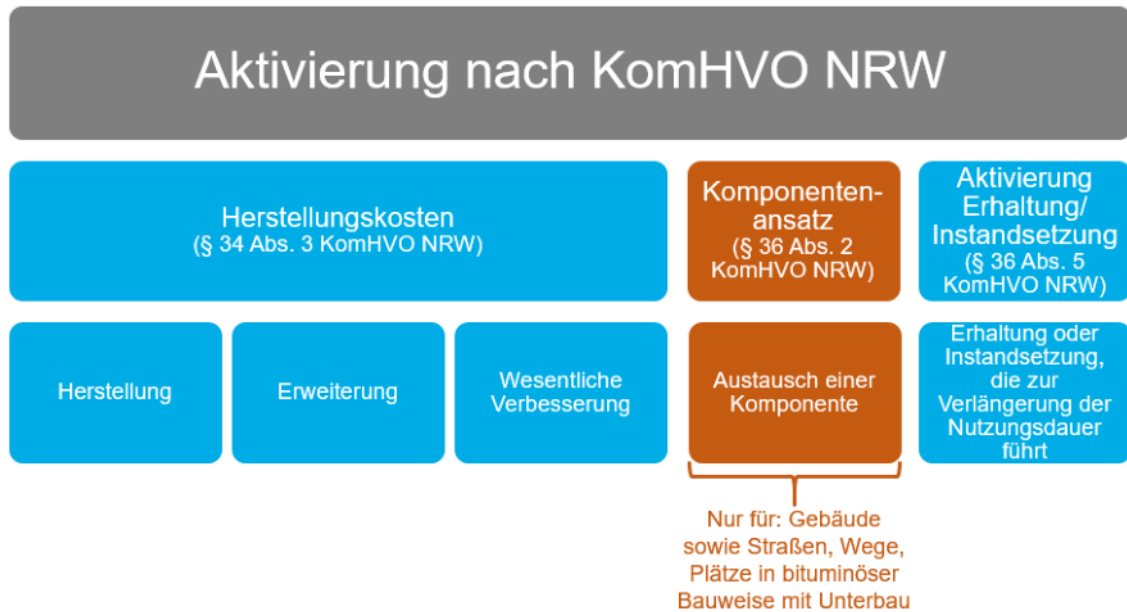 Aktivierung nach KomHVO NRW
Herstellungskosten
(§ 34 Abs. 3 KomHVO NRW)
Komponenten-
ansatz
(§ 36 Abs. 2
KomHVO NRW)
Aktivierung
Erhaltung/
Instandsetzung
(§ 36 Abs. 5
KomHVO NRW)
Herstellung
Erweiterung
Wesentliche
Verbesserung
Austausch einer
Komponente
Erhaltung oder
Instandsetzung,
die zur
Verlängerung der
Nutzungsdauer
führt
Nur für: Gebäude
sowie Straßen, Wege,
Plätze in bituminöser
Bauweise mit Unterbau